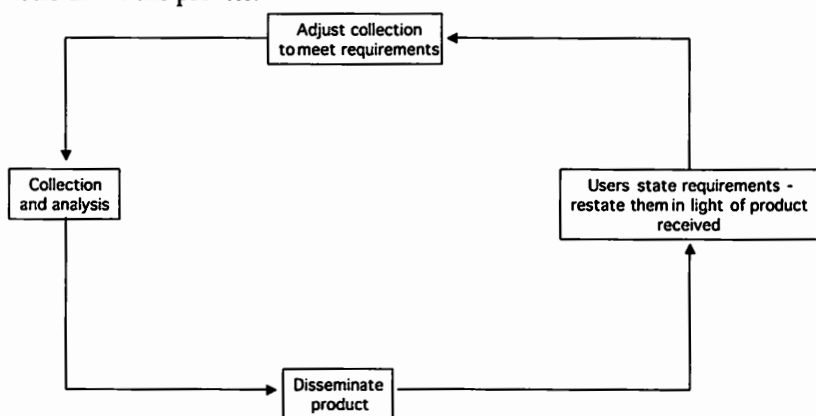 Adjust collection
to meet requirements
Collection
and analysis
Users state requirements -
restate them in light of product
received
Disseminate
product